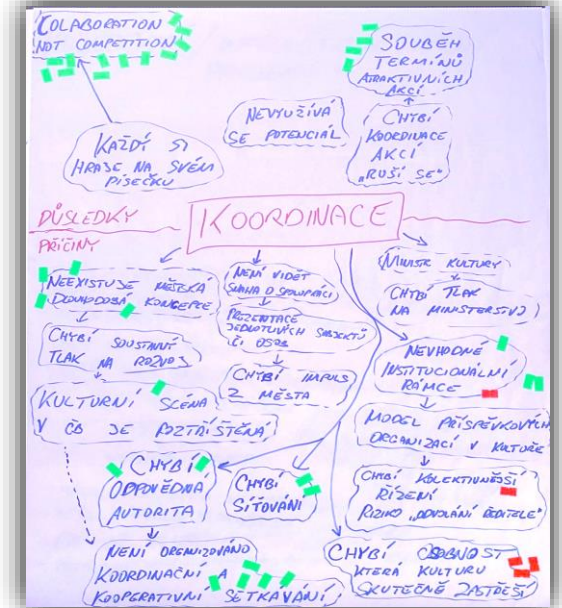 COLABORATION
NOT COMPETITION
SOUBĚH
TERMÍNŮ
ATRAKTIVNÍCH
AKCÍ
NEVYUŽÍVÁ
SE POTENCIÁL
CHYBÍ
KOORDINACE
AKCÍ
„RUŠÍ SE"
KAŽDÝ SI
HRAJE NA SVÉM
PÍSEČKU
DŮSLEDKY
KOORDINACE
PŘÍČINY
NEEXISTUJE MĚSTSKÁ
DLOUHODOBÁ KONCEPCE
CHYBÍ SOUSTAVNÝ
TLAK NA ROZVOJ
KULTURNÍ SCÉNA
V ČB JE ROZTŘÍŠTĚNÁ
NENÍ VIDĚT
SNAHA O SPOLUPRÁCI
PREZENTACE
JEDNOTLIVÝCH SUBJEKTŮ
ČI OSOB
CHYBÍ IMPULS
Z MĚSTA
MINIST. KULTURY
CHYBÍ TLAK
NA MINISTERSTVO
NEVHODNÉ
INSTITUCIONÁLNÍ
RÁMCE
MODEL PŘÍSPĚVKOVÝCH
ORGANIZACÍ V KULTUŘE
CHYBÍ KOLEKTIVNĚJŠÍ
ŘÍZENÍ
RIZIKO „ODVOLÁNÍ ŘEDITELE"
CHYBÍ
ODPOVĚDNÁ
AUTORITA
CHYBÍ
SÍŤOVÁNÍ
NENÍ ORGANIZOVÁNO
KOORDINAČNÍ A
KOOPERATIVNÍ SETKÁVÁNÍ
CHYBÍ OSOBNOST
KTERÁ KULTURU
SKUTEČNĚ ZASTŘEŠÍ